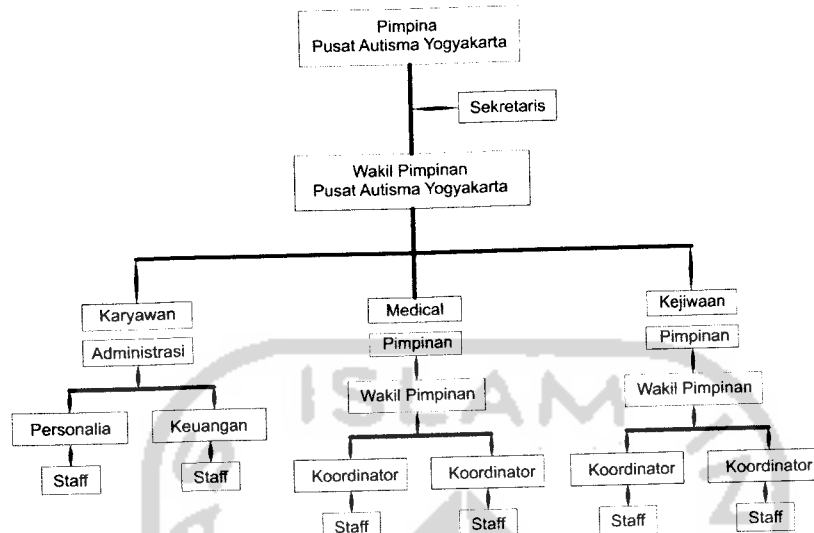 Pimpina
Pusat Autisma Yogyakarta
Sekretaris
Wakil Pimpinan
Pusat Autisma Yogyakarta
Karyawan
Medical
Kejiwaan
Administrasi
Pimpinan
Pimpinan
Wakil Pimpinan
Wakil Pimpinan
Personalia
Keuangan
Staff
Staff
Koordinator
Koordinator
Koordinator
Koordinator
Staff
Staff
Staff
Staff
ISLAM